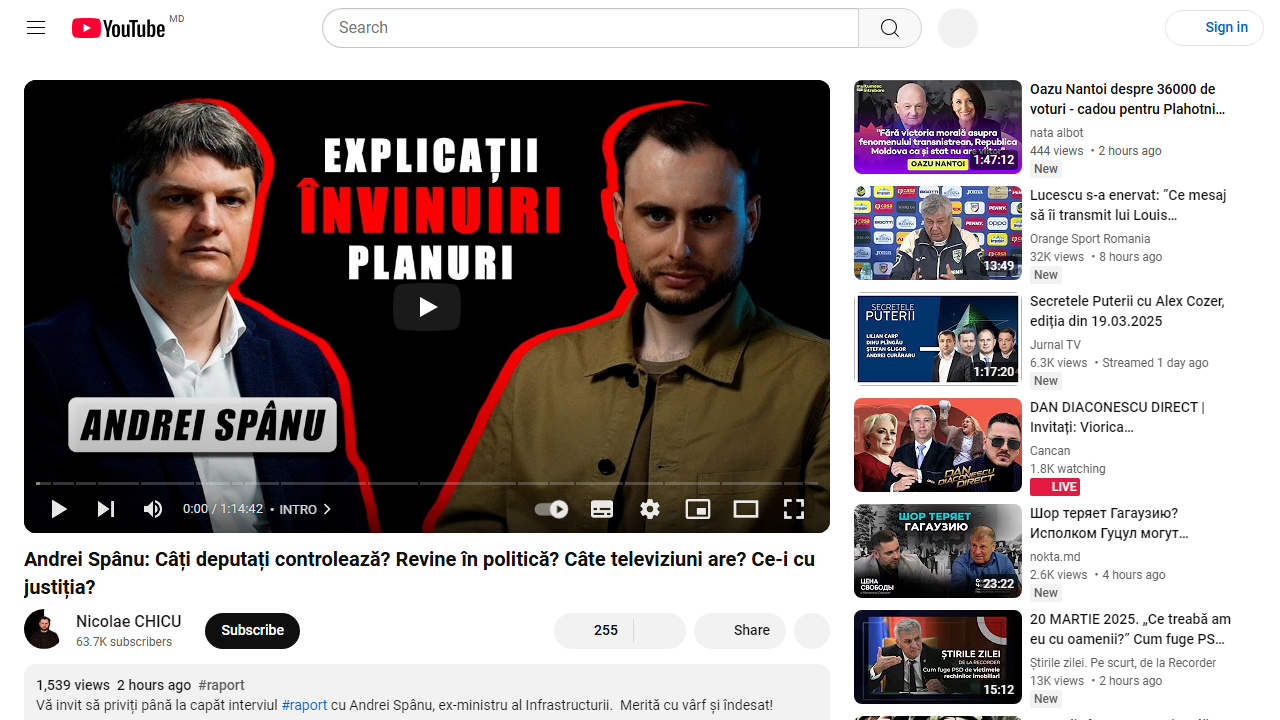 YouTube MD
Search
Sign in
EXPLICAȚII
ÎNVINUIRI
PLANURI
ANDREI SPÂNU
0:00 / 1:14:42 • INTRO
Andrei Spânu: Câți deputați controlează? Revine în politică? Câte televiziuni are? Ce-i cu
justiția?
Nicolae CHICU
63.7K subscribers
Subscribe
255
Share
1,539 views 2 hours ago #raport
Vă invit să priviți până la capat interviul #raport cu Andrei Spânu, ex-ministru al Infrastructurii. Merită cu vârf și îndesat!
"Fără victoria morală asupra
fenomenului transnistrean, Republica
Moldova ca și stat nu are viitor"
OAZU NANTOI
1:47:12
Oazu Nantoi despre 36000 de
voturi - cadou pentru Plahotni...
nata albot
444 views • 2 hours ago
New
13:49
Lucescu s-a enervat: ”Ce mesaj
să îi transmit lui Louis...
Orange Sport Romania
32K views • 8 hours ago
New
SECRETELE
PUTERII
LILIAN CARP
DINU PLÎNGĂU
ȘTEFAN GLIGOR
ANDREI CURĂRARU
1:17:20
Secretele Puterii cu Alex Cozer,
ediția din 19.03.2025
Jurnal TV
6.3K views • Streamed 1 day ago
New
DAN
DIACONESCU
DIRECT
DAN DIACONESCU DIRECT |
Invitați: Viorica...
Cancan
1.8K watching
LIVE
ШОР ТЕРЯЕТ
ГАГАУЗИЮ
ЦЕНА
СВОБОДЫ
23:22
Шор теряет Гагаузию?
Исполком Гуцул могут...
nokta.md
2.6K views • 4 hours ago
New
ȘTIRILE ZILEI
DE LA RECORDER
Cum fuge PSD de victimele
rechinilor imobiliari
15:12
20 MARTIE 2025. „Ce treabă am
eu cu oamenii?” Cum fuge PS...
Știrile zilei. Pe scurt, de la Recorder
13K views • 2 hours ago
New